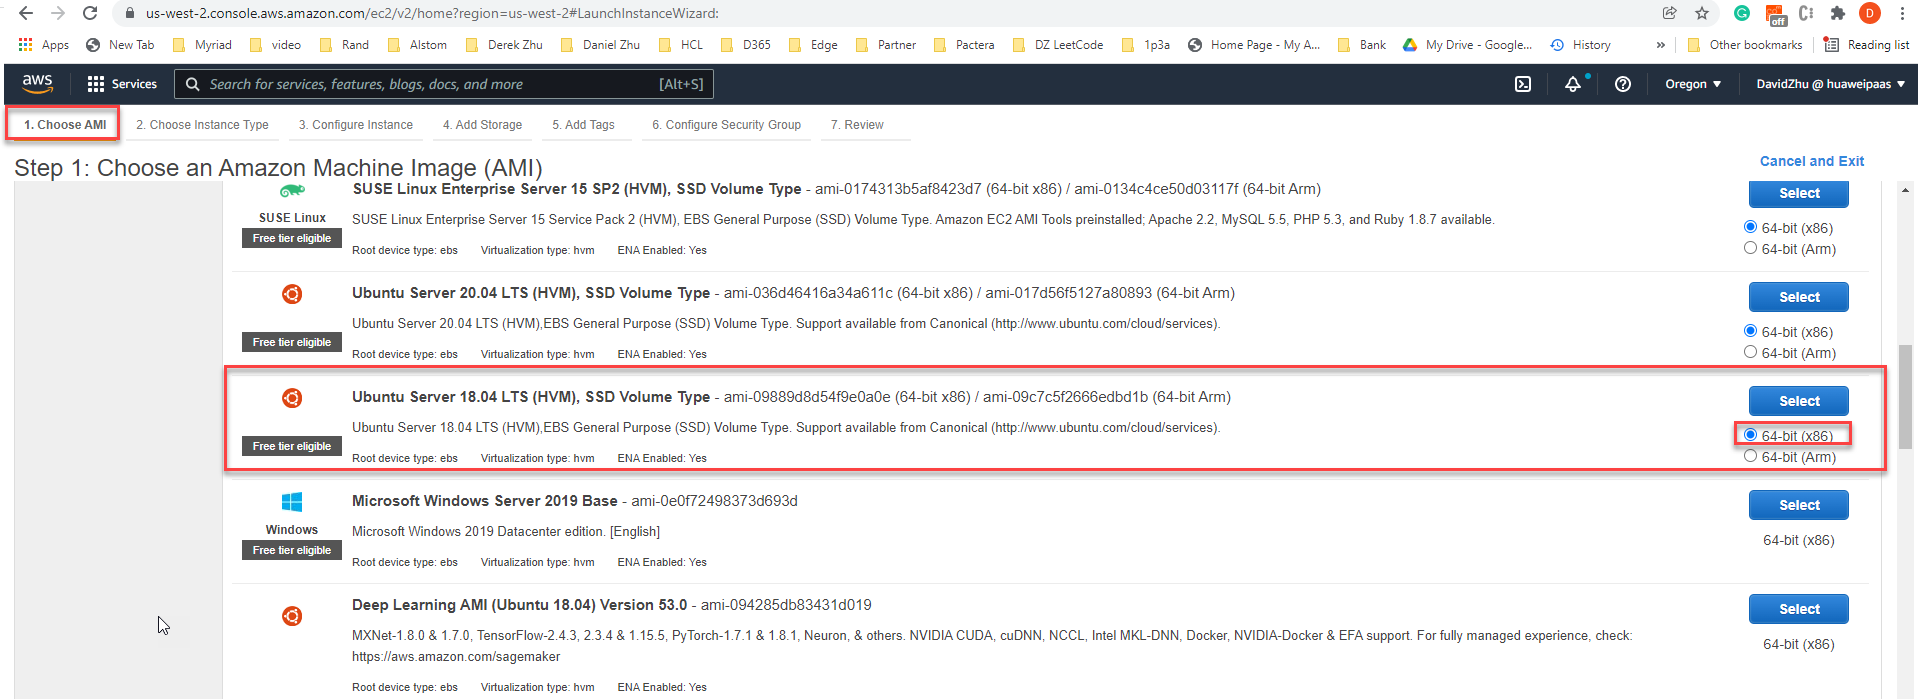 us-west-2.console.aws.amazon.com/ec2/v2/home?region=us-west-2#LaunchInstanceWizard:
off
D
Apps New Tab Myriad video Rand Alstom Derek Zhu Daniel Zhu HCL D365 Edge Partner Pactera DZ LeetCode 1p3a Home Page - My A... Bank My Drive - Google... History » Other bookmarks Reading list
aws Services Search for services, features, blogs, docs, and more [Alt+S] Oregon ▼ DavidZhu @ huaweipaas ▼
1. Choose AMI 2. Choose Instance Type 3. Configure Instance 4. Add Storage 5. Add Tags 6. Configure Security Group 7. Review
Step 1: Choose an Amazon Machine Image (AMI)
Cancel and Exit
SUSE Linux Enterprise Server 15 SP2 (HVM), SSD Volume Type - ami-0174313b5af8423d7 (64-bit x86) / ami-0134c4ce50d03117f (64-bit Arm)
Select
SUSE Linux
SUSE Linux Enterprise Server 15 Service Pack 2 (HVM), EBS General Purpose (SSD) Volume Type. Amazon EC2 AMI Tools preinstalled; Apache 2.2, MySQL 5.5, PHP 5.3, and Ruby 1.8.7 available.
64-bit (x86)
Free tier eligible
Root device type: ebs Virtualization type: hvm ENA Enabled: Yes
64-bit (Arm)
Ubuntu Server 20.04 LTS (HVM), SSD Volume Type - ami-036d46416a34a611c (64-bit x86) / ami-017d56f5127a80893 (64-bit Arm)
Select
Ubuntu Server 20.04 LTS (HVM),EBS General Purpose (SSD) Volume Type. Support available from Canonical (http://www.ubuntu.com/cloud/services).
64-bit (x86)
Free tier eligible
Root device type: ebs Virtualization type: hvm ENA Enabled: Yes
64-bit (Arm)
Ubuntu Server 18.04 LTS (HVM), SSD Volume Type - ami-09889d8d54f9e0a0e (64-bit x86) / ami-09c7c5f2666edbd1b (64-bit Arm)
Select
Ubuntu Server 18.04 LTS (HVM),EBS General Purpose (SSD) Volume Type. Support available from Canonical (http://www.ubuntu.com/cloud/services).
64-bit (x86)
Free tier eligible
Root device type: ebs Virtualization type: hvm ENA Enabled: Yes
64-bit (Arm)
Microsoft Windows Server 2019 Base - ami-0e0f72498373d693d
Select
Windows
Microsoft Windows 2019 Datacenter edition. [English]
64-bit (x86)
Free tier eligible
Root device type: ebs Virtualization type: hvm ENA Enabled: Yes
Deep Learning AMI (Ubuntu 18.04) Version 53.0 - ami-094285db83431d019
Select
MXNet-1.8.0 & 1.7.0, TensorFlow-2.4.3, 2.3.4 & 1.15.5, PyTorch-1.7.1 & 1.8.1, Neuron, & others. NVIDIA CUDA, cuDNN, NCCL, Intel MKL-DNN, Docker, NVIDIA-Docker & EFA support. For fully managed experience, check:
64-bit (x86)
https://aws.amazon.com/sagemaker
Root device type: ebs Virtualization type: hvm ENA Enabled: Yes